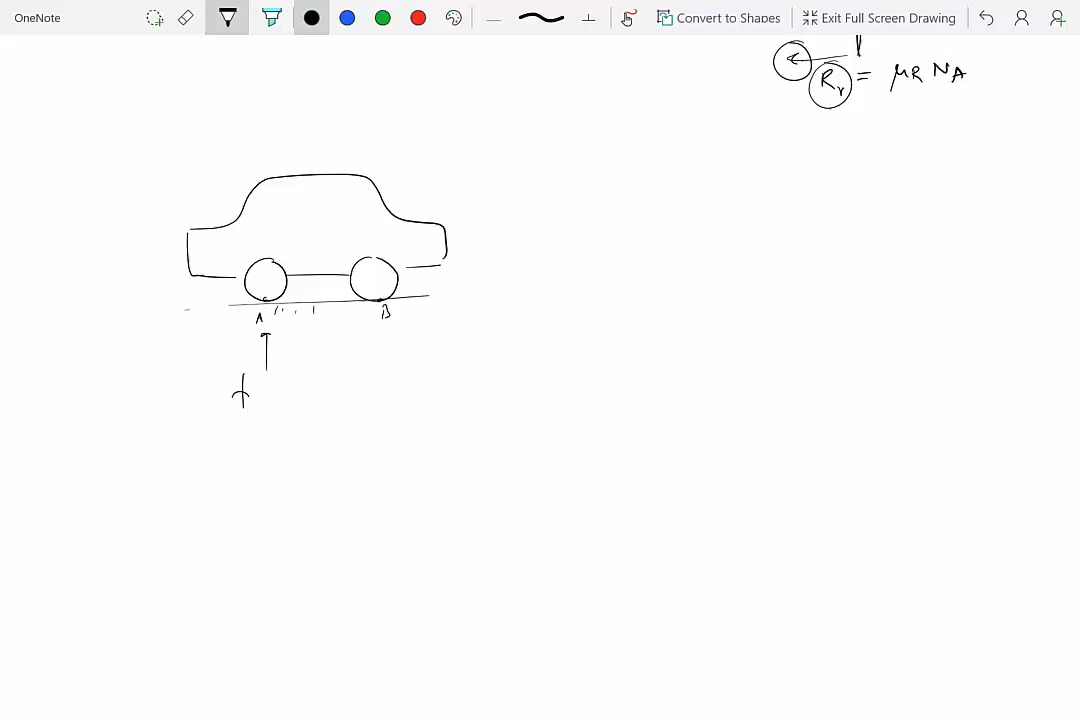 OneNote
Convert to Shapes
Exit Full Screen Drawing
Rr = μR NA
A
B